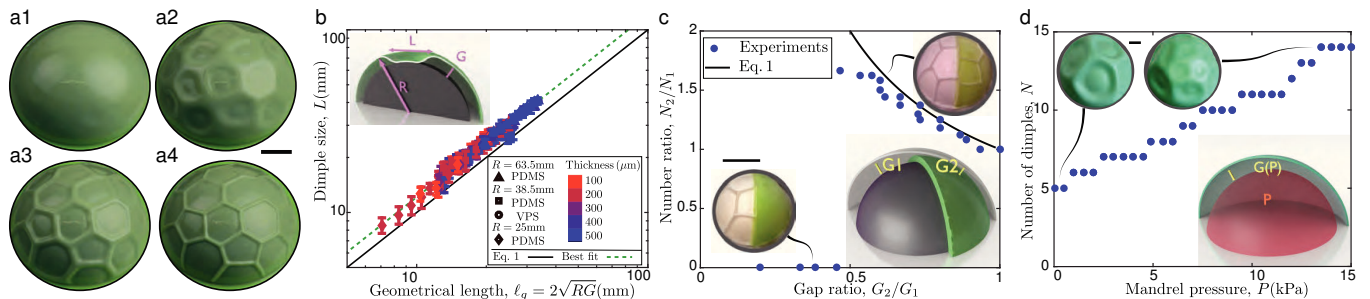 a1
a2
a3
a4
b
Dimple size, L(mm)
100
10
10
100
Geometrical length, ℓg = 2√RG(mm)
L
G
R
R = 63.5mm
PDMS
R = 38.5mm
PDMS
VPS
R = 25mm
PDMS
Thickness (μm)
100
200
300
400
500
Eq. 1
Best fit
c
Number ratio, N2/N1
2
1.5
1
0.5
0
0
0.5
1
Gap ratio, G2/G1
Experiments
Eq. 1
G1
G2
d
Number of dimples, N
15
10
5
0
0
5
10
15
Mandrel pressure, P(kPa)
G(P)
P